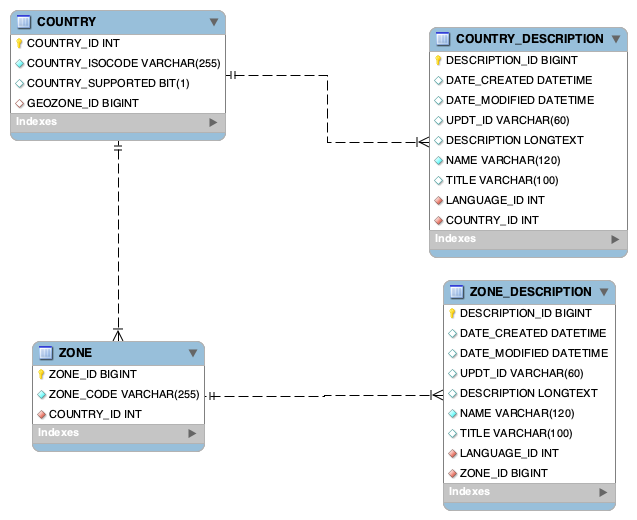 COUNTRY
COUNTRY_ID INT
COUNTRY_ISOCODE VARCHAR(255)
COUNTRY_SUPPORTED BIT(1)
GEOZONE_ID BIGINT
Indexes
COUNTRY_DESCRIPTION
DESCRIPTION_ID BIGINT
DATE_CREATED DATETIME
DATE_MODIFIED DATETIME
UPDT_ID VARCHAR(60)
DESCRIPTION LONGTEXT
NAME VARCHAR(120)
TITLE VARCHAR(100)
LANGUAGE_ID INT
COUNTRY_ID INT
Indexes
ZONE
ZONE_ID BIGINT
ZONE_CODE VARCHAR(255)
COUNTRY_ID INT
Indexes
ZONE_DESCRIPTION
DESCRIPTION_ID BIGINT
DATE_CREATED DATETIME
DATE_MODIFIED DATETIME
UPDT_ID VARCHAR(60)
DESCRIPTION LONGTEXT
NAME VARCHAR(120)
TITLE VARCHAR(100)
LANGUAGE_ID INT
ZONE_ID BIGINT
Indexes